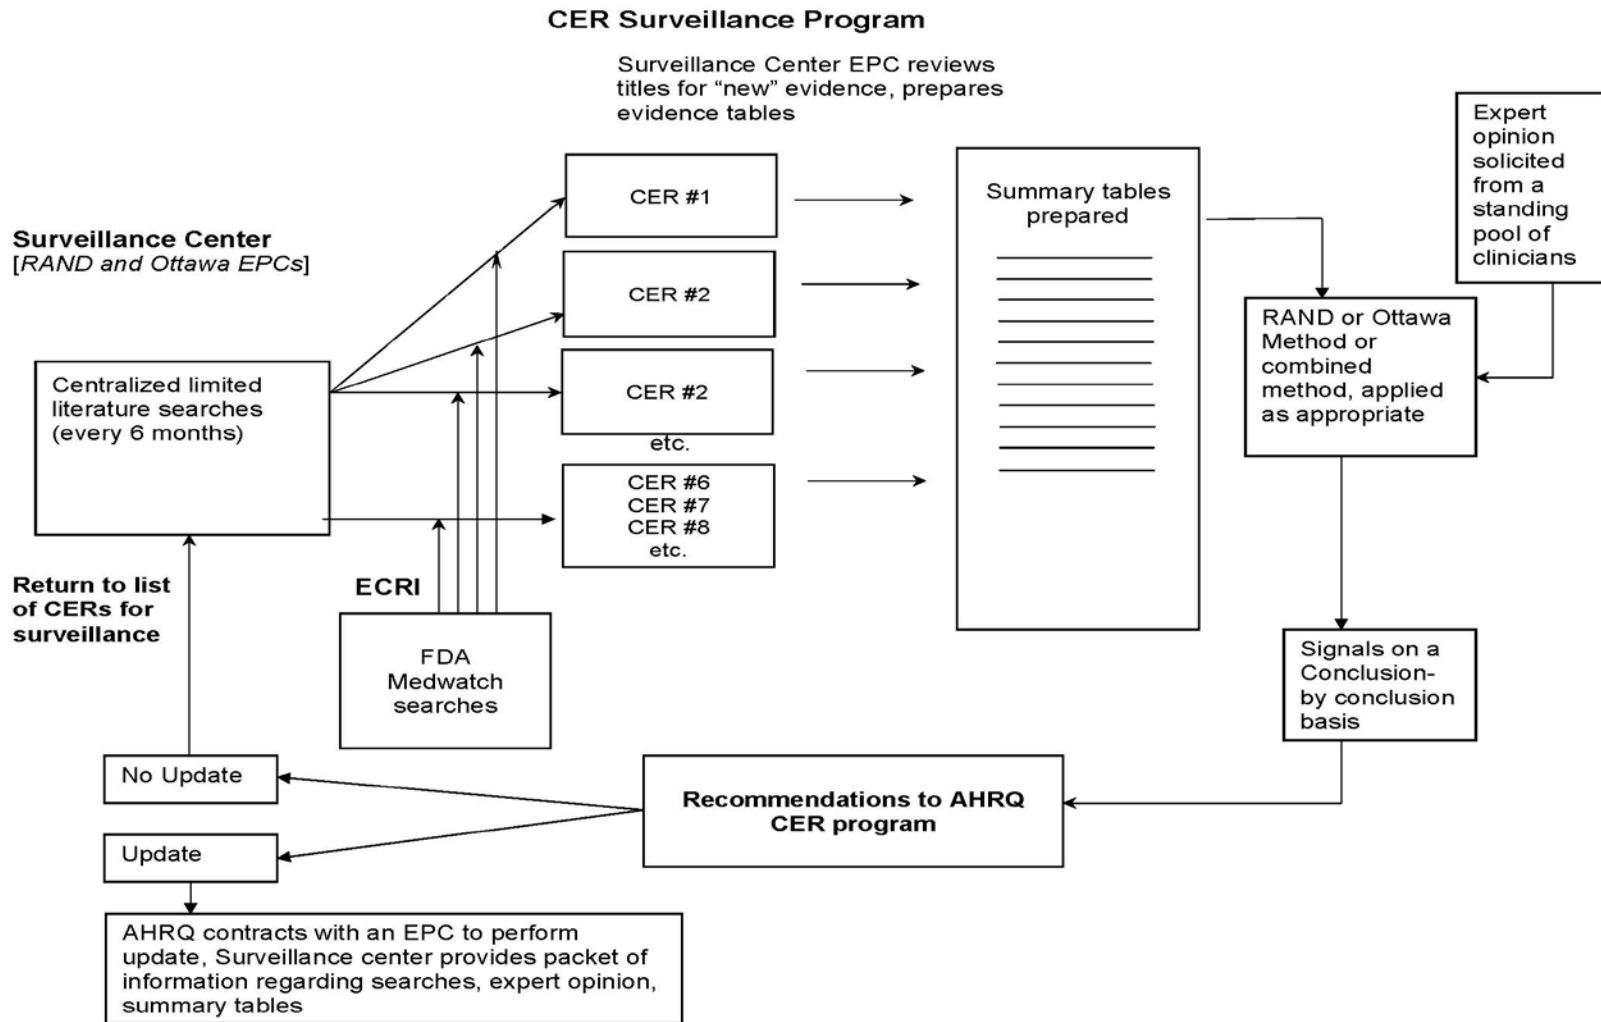 CER Surveillance Program
Surveillance Center EPC reviews
titles for “new” evidence, prepares
evidence tables
Expert
opinion
solicited
from a
standing
pool of
clinicians
Surveillance Center
[RAND and Ottawa EPCs]
CER #1
CER #2
CER #2
etc.
CER #6
CER #7
CER #8
etc.
Summary tables
prepared
RAND or Ottawa
Method or
combined
method, applied
as appropriate
Centralized limited
literature searches
(every 6 months)
Return to list
of CERs for
surveillance
ECRI
FDA
Medwatch
searches
Signals on a
Conclusion-
by conclusion
basis
No Update
Update
Recommendations to AHRQ
CER program
AHRQ contracts with an EPC to perform
update, Surveillance center provides packet of
information regarding searches, expert opinion,
summary tables